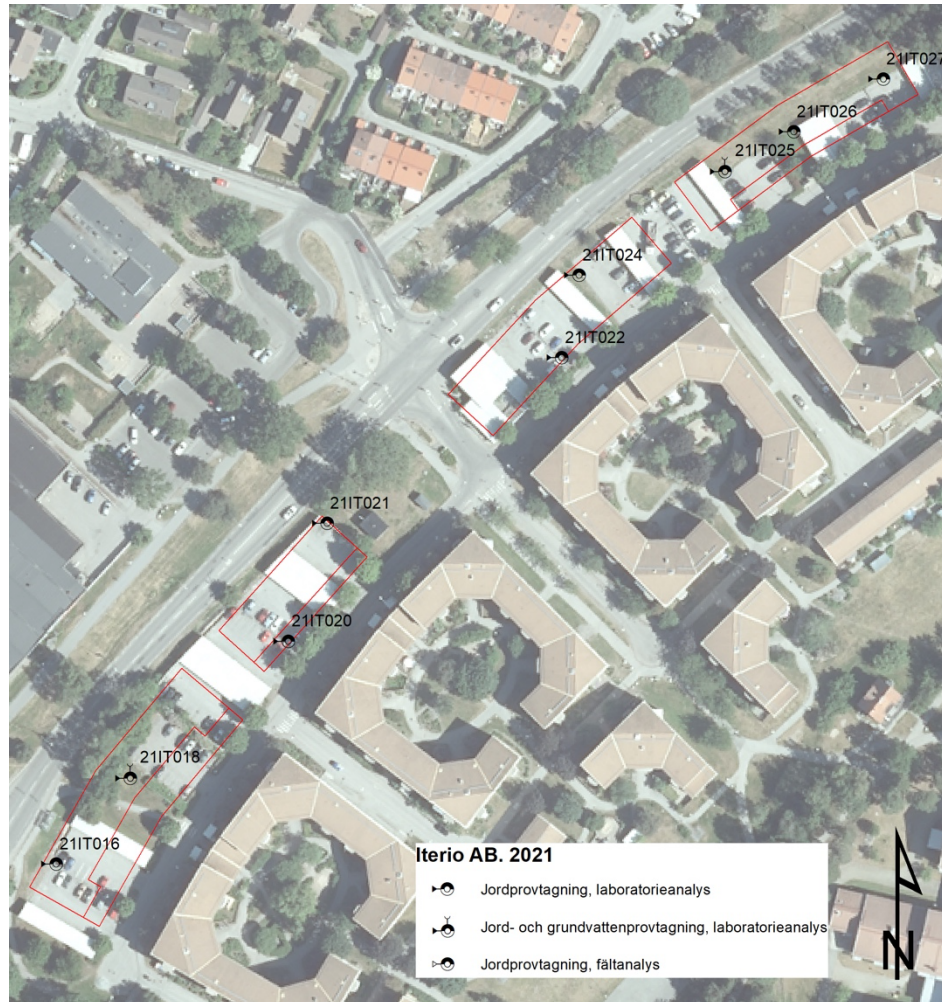 21IT027
21IT026
21IT025
21IT024
21IT022
21IT021
21IT020
21IT018
21IT016
Iterio AB. 2021
Jordprovtagning, laboratorieanalys
Jord- och grundvattenprovtagning, laboratorieanalys
Jordprovtagning, fältanalys
N